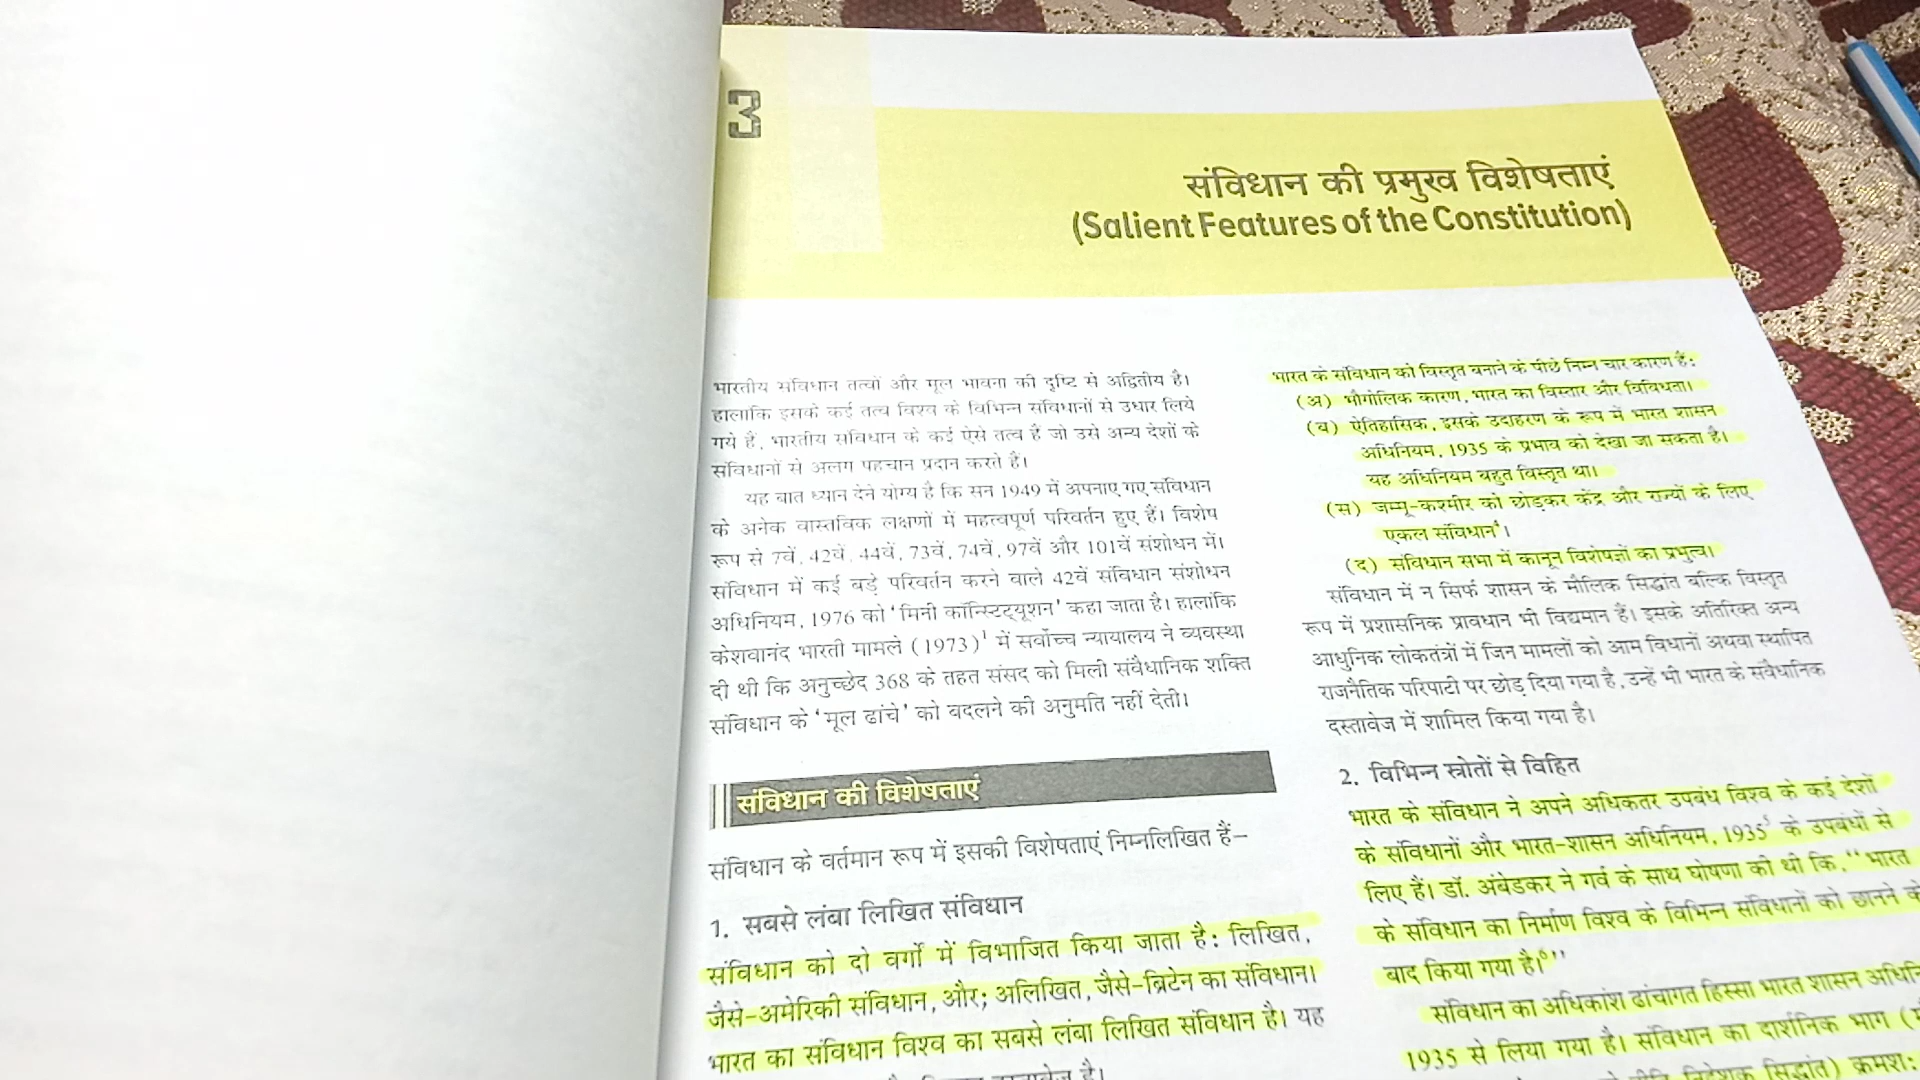 3
संविधान की प्रमुख विशेषताएं
(Salient Features of the Constitution)
भारतीय संविधान तत्वों और मूल भावना की दृष्टि से अद्वितीय है।
हालांकि इसके कई तत्व विश्व के विभिन्न संविधानों से उधार लिये
गये हैं, भारतीय संविधान के कई ऐसे तत्व हैं जो उसे अन्य देशों के
संविधानों से अलग पहचान प्रदान करते हैं।
यह बात ध्यान देने योग्य है कि सन 1949 में अपनाए गए संविधान
के अनेक वास्तविक लक्षणों में महत्वपूर्ण परिवर्तन हुए हैं। विशेष
रूप से 7वें, 42वें, 44वें, 73वें, 74वें, 97वें और 101वें संशोधन में।
संविधान में कई बड़े परिवर्तन करने वाले 42वें संविधान संशोधन
अधिनियम, 1976 को 'मिनी कॉन्स्टिट्यूशन' कहा जाता है। हालांकि
केशवानंद भारती मामले (1973)¹ में सर्वोच्च न्यायालय ने व्यवस्था
दी थी कि अनुच्छेद 368 के तहत संसद को मिली संवैधानिक शक्ति
संविधान के 'मूल ढांचे' को बदलने की अनुमति नहीं देती।
संविधान की विशेषताएं
संविधान के वर्तमान रूप में इसकी विशेषताएं निम्नलिखित हैं–
1. सबसे लंबा लिखित संविधान
संविधान को दो वर्गों में विभाजित किया जाता है: लिखित,
जैसे–अमेरिकी संविधान, और; अलिखित, जैसे–ब्रिटेन का संविधान।
भारत का संविधान विश्व का सबसे लंबा लिखित संविधान है। यह
दस्तावेज है।
भारत के संविधान को विस्तृत बनाने के पीछे निम्न चार कारण हैं:
(अ) भौगोलिक कारण, भारत का विस्तार और विविधता।
(ब) ऐतिहासिक, इसके उदाहरण के रूप में भारत शासन
अधिनियम, 1935 के प्रभाव को देखा जा सकता है।
यह अधिनियम बहुत विस्तृत था।
(स) जम्मू-कश्मीर को छोड़कर केंद्र और राज्यों के लिए
एकल संविधान⁴।
(द) संविधान सभा में कानून विशेषज्ञों का प्रभुत्व।
संविधान में न सिर्फ शासन के मौलिक सिद्धांत बल्कि विस्तृत
रूप में प्रशासनिक प्रावधान भी विद्यमान हैं। इसके अतिरिक्त अन्य
आधुनिक लोकतंत्रों में जिन मामलों को आम विधानों अथवा स्थापित
राजनैतिक परिपाटी पर छोड़ दिया गया है, उन्हें भी भारत के संवैधानिक
दस्तावेज में शामिल किया गया है।
2. विभिन्न स्त्रोतों से विहित
भारत के संविधान ने अपने अधिकतर उपबंध विश्व के कई देशों
के संविधानों और भारत-शासन अधिनियम, 1935⁵ के उपबंधों से
लिए हैं। डॉ. अंबेडकर ने गर्व के साथ घोषणा की थी कि, ''भारत
के संविधान का निर्माण विश्व के विभिन्न संविधानों को छानने के
बाद किया गया है।⁶''
संविधान का अधिकांश ढांचागत हिस्सा भारत शासन
1935 से लिया गया है। संविधान का दार्शनिक भाग
निदेशक सिद्धांत) क्रमश: